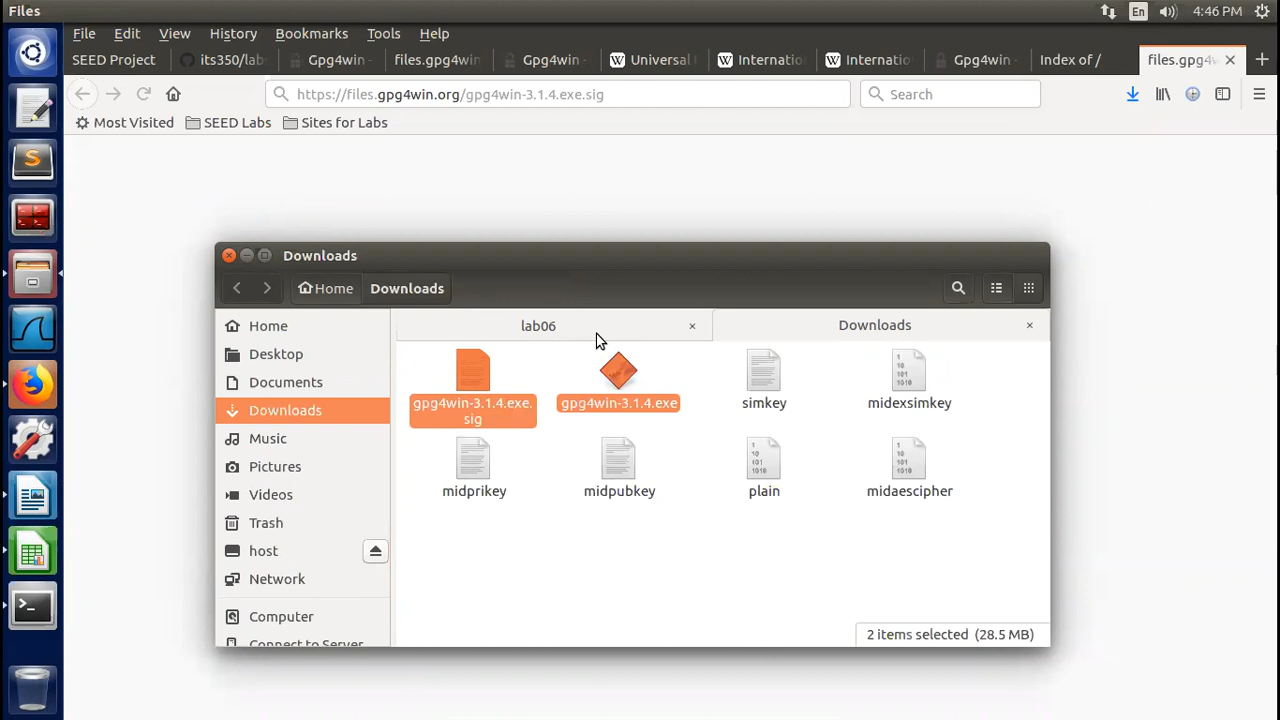 Files
En
4:46 PM
File Edit View History Bookmarks Tools Help
SEED Project
its350/lab
Gpg4win -
files.gpg4win
Gpg4win -
Universal
Internatio
Internatio
Gpg4win -
Index of /
files.gpg4w
https://files.gpg4win.org/gpg4win-3.1.4.exe.sig
Search
Most Visited
SEED Labs
Sites for Labs
Downloads
Home
Downloads
lab06
Downloads
Home
Desktop
Documents
Downloads
Music
Pictures
Videos
Trash
host
Network
Computer
Connect to Server
gpg4win-3.1.4.exe.
sig
gpg4win-3.1.4.exe
simkey
midexsimkey
midprikey
midpubkey
plain
midaescipher
2 items selected (28.5 MB)